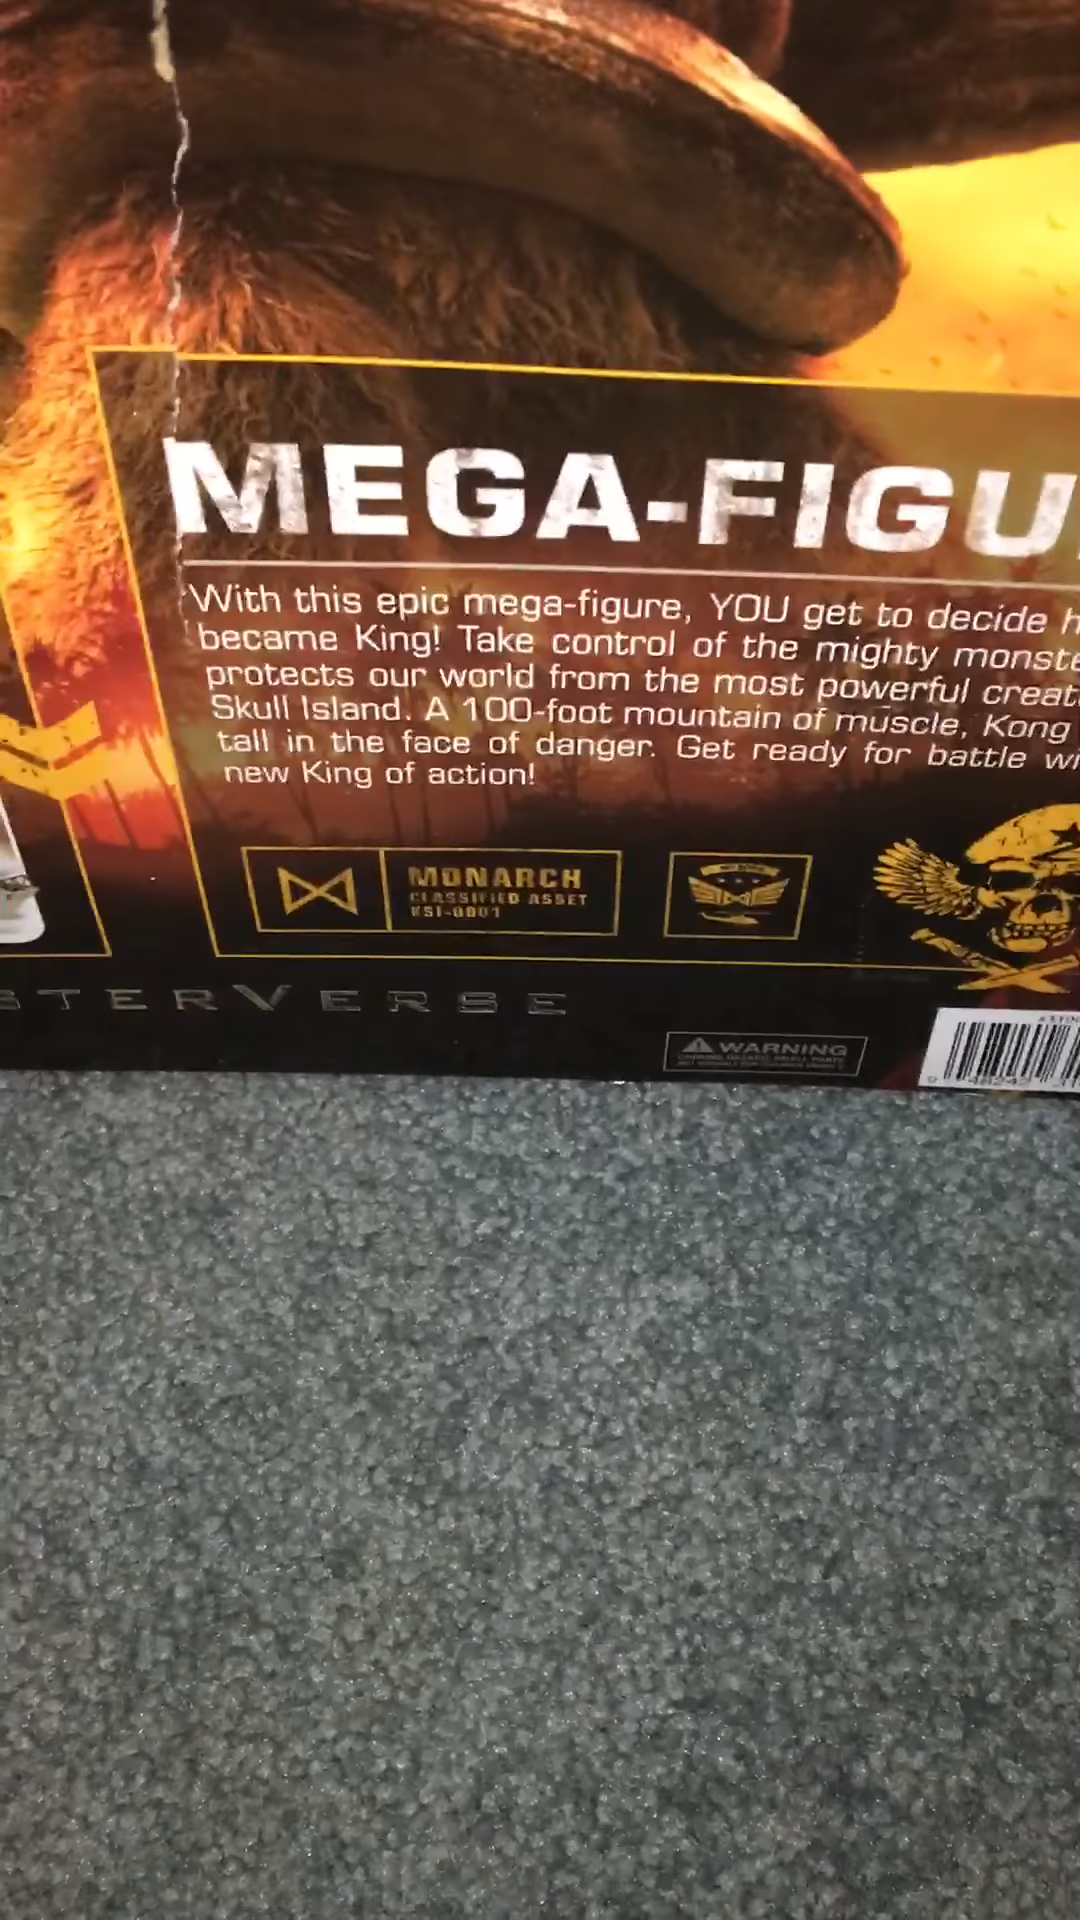 MEGA-FIGU
With this epic mega-figure, YOU get to decide h
became King! Take control of the mighty monste
protects our world from the most powerful creat
Skull Island. A 100-foot mountain of muscle, Kong
tall in the face of danger. Get ready for battle wi
new King of action!
MONARCH
CLASSIFIED ASSET
KSI-0001
STERVERSE
WARNING